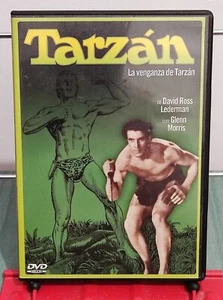 Tarzán
La venganza de Tarzán
de David Ross
Lederman
con Glenn
Morris
DVD